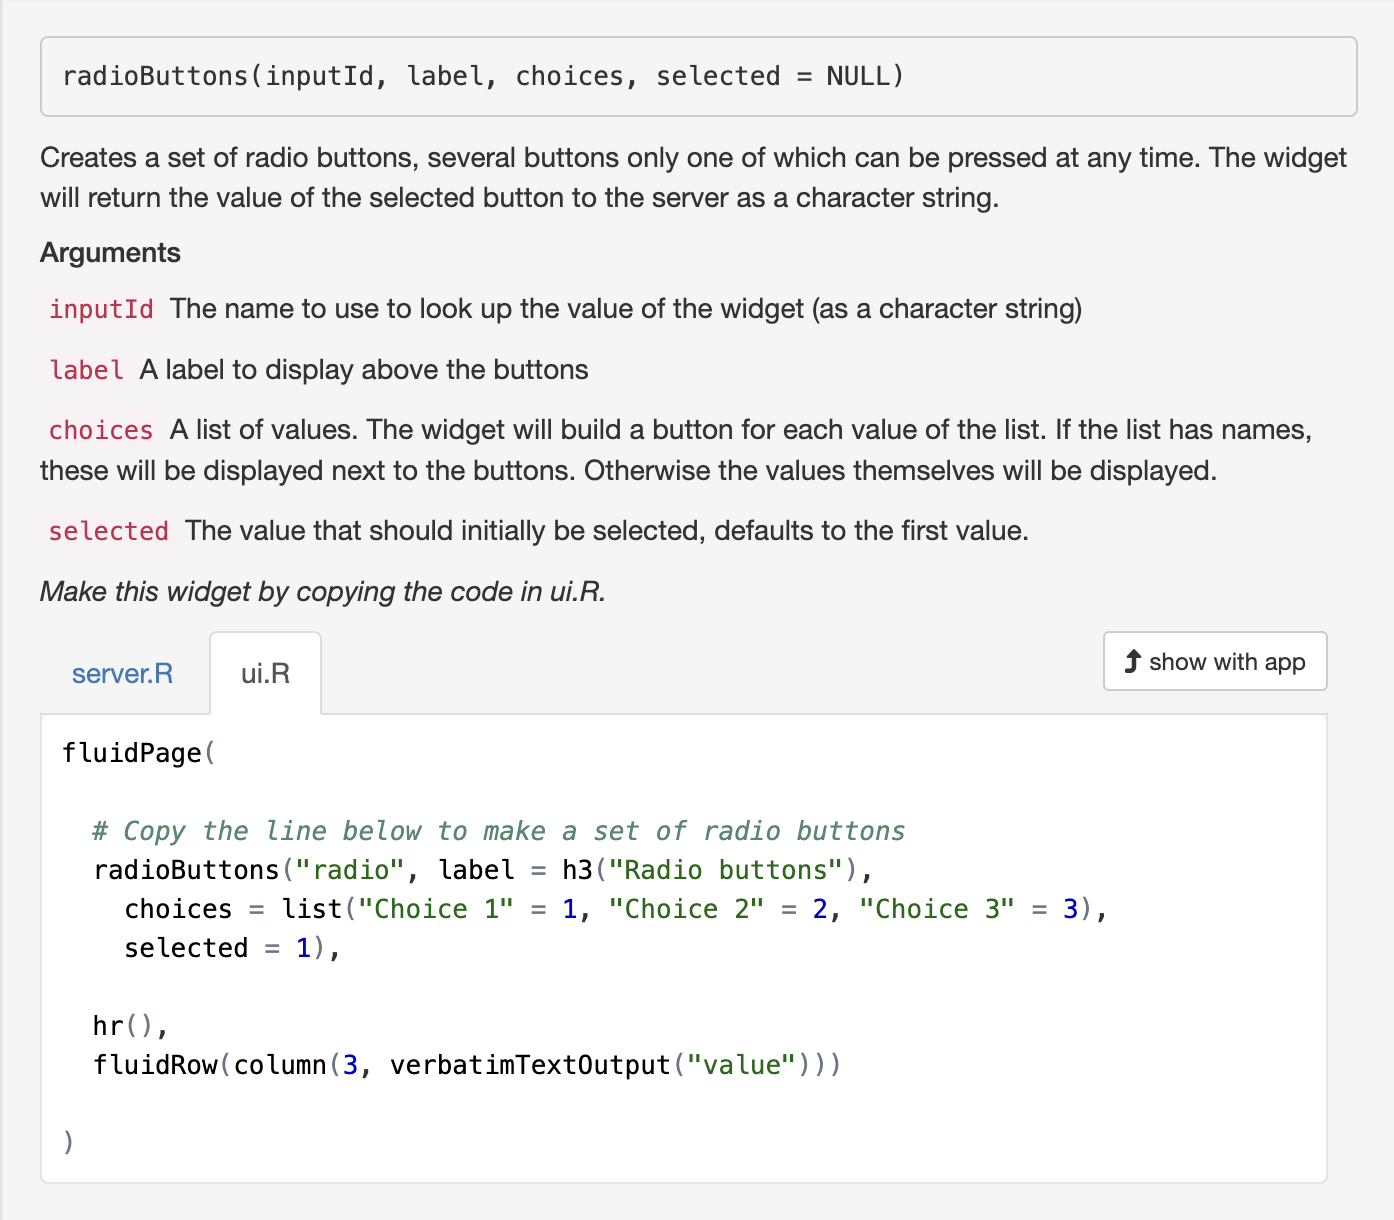 radioButtons(inputId, label, choices, selected = NULL)
Creates a set of radio buttons, several buttons only one of which can be pressed at any time. The widget
will return the value of the selected button to the server as a character string.
Arguments
inputId The name to use to look up the value of the widget (as a character string)
label A label to display above the buttons
choices A list of values. The widget will build a button for each value of the list. If the list has names,
these will be displayed next to the buttons. Otherwise the values themselves will be displayed.
selected The value that should initially be selected, defaults to the first value.
Make this widget by copying the code in ui.R.
server.R ui.R show with app
fluidPage(
  # Copy the line below to make a set of radio buttons
  radioButtons("radio", label = h3("Radio buttons"),
    choices = list("Choice 1" = 1, "Choice 2" = 2, "Choice 3" = 3),
    selected = 1),
  hr(),
  fluidRow(column(3, verbatimTextOutput("value")))
)